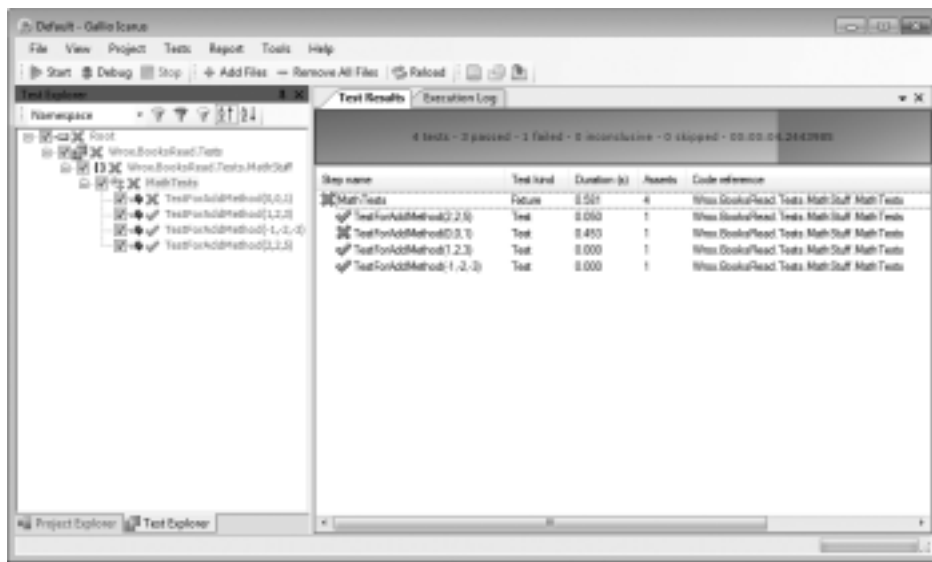 Default - Gallio Icarus
File View Project Tests Report Tools Help
Start Debug Stop Add Files Remove All Files Reload
Test Explorer
Test Results Execution Log
Namespace
4 tests - 3 passed - 1 failed - 0 inconclusive - 0 skipped
Root
Wrox.BooksRead.Tests
Wrox.BooksRead.Tests.MathStuff
MathTests
TestForAddMethod(0,0,1)
TestForAddMethod(1,2,3)
TestForAddMethod(-1,-2,-3)
TestForAddMethod(2,2,5)
Step name Test kind Duration (s) Asserts Code reference
MathTests Fixture 4 Wrox.BooksRead.Tests.MathStuff.MathTests
TestForAddMethod(2,2,5) Test 1 Wrox.BooksRead.Tests.MathStuff.MathTests
TestForAddMethod(0,0,1) Test 1 Wrox.BooksRead.Tests.MathStuff.MathTests
TestForAddMethod(1,2,3) Test 0.000 1 Wrox.BooksRead.Tests.MathStuff.MathTests
TestForAddMethod(-1,-2,-3) Test 0.000 1 Wrox.BooksRead.Tests.MathStuff.MathTests
Project Explorer Test Explorer